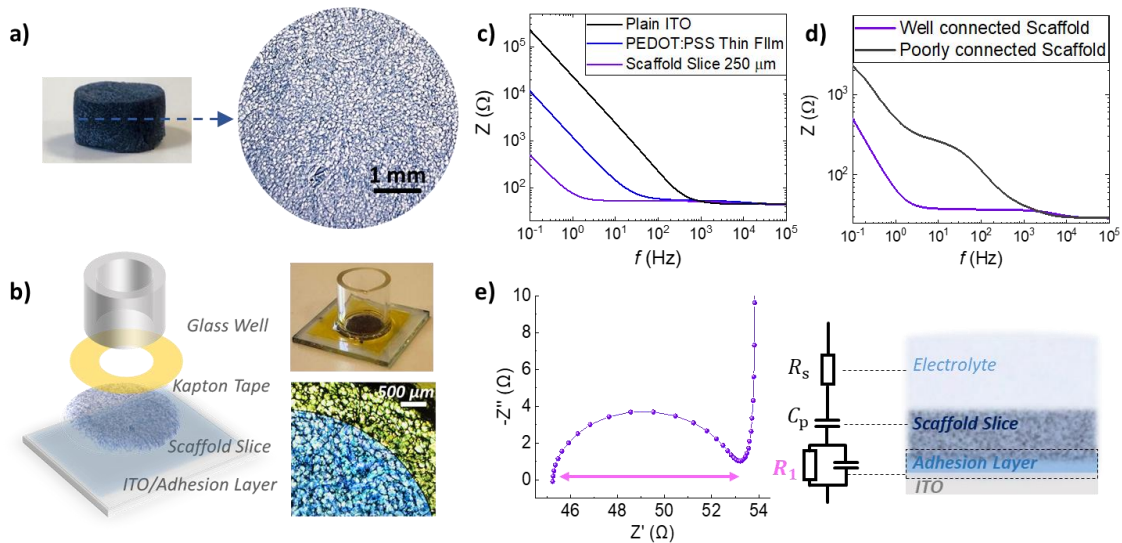 a)
1 mm
b)
Glass Well
Kapton Tape
Scaffold Slice
ITO/Adhesion Layer
500 μm
c)
Plain ITO
PEDOT:PSS Thin FIlm
Scaffold Slice 250 μm
Z (Ω)
10⁵
10⁴
10³
10²
10⁻¹ 10⁰ 10¹ 10² 10³ 10⁴ 10⁵
f (Hz)
d)
Well connected Scaffold
Poorly connected Scaffold
Z (Ω)
10³
10²
10⁻¹ 10⁰ 10¹ 10² 10³ 10⁴ 10⁵
f (Hz)
e)
-Z'' (Ω)
10
8
6
4
2
0
46 48 50 52 54
Z' (Ω)
Rs
Cp
R1
Electrolyte
Scaffold Slice
Adhesion Layer
ITO